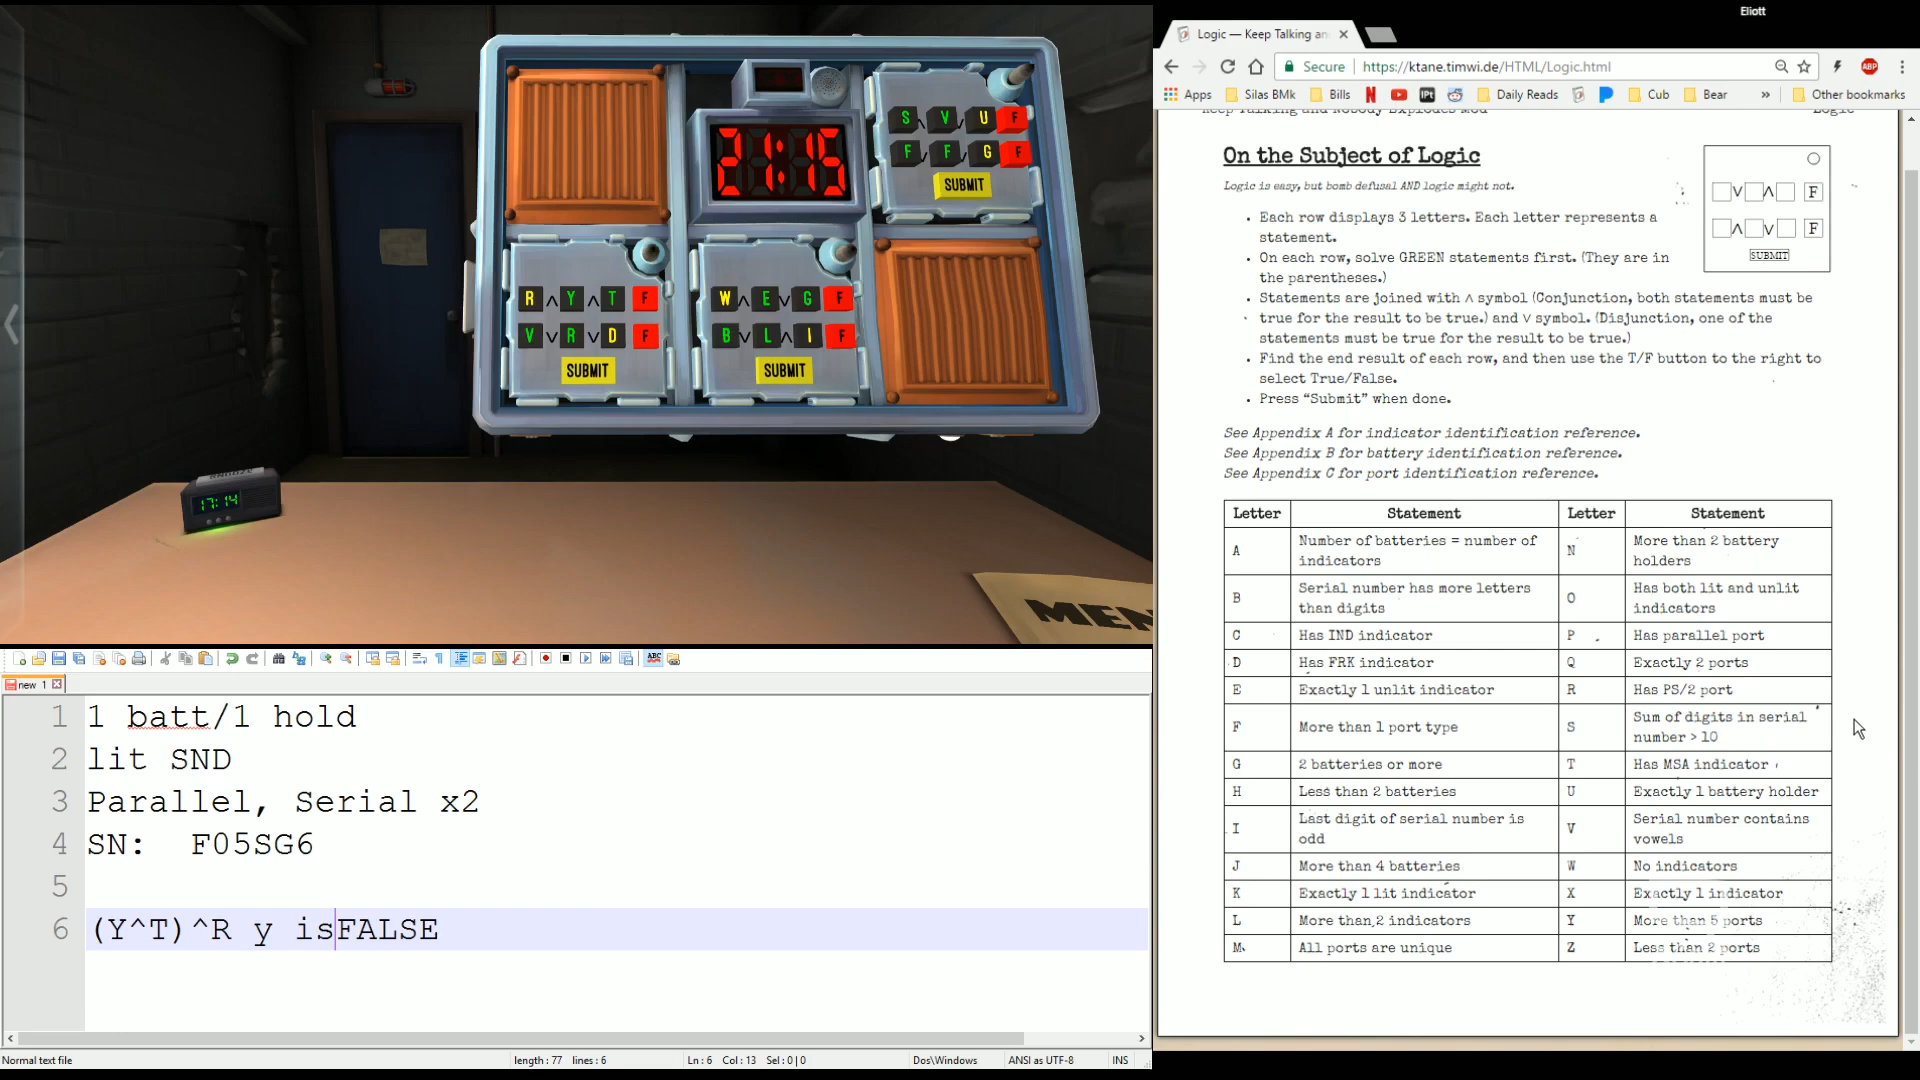 Eliott
Logic — Keep Talking an
Secure
https://ktane.timwi.de/HTML/Logic.html
ABP
Apps
Silas BMk
Bills
Daily Reads
Cub
Bear
»
Other bookmarks
On the Subject of Logic
Logic is easy, but bomb defusal AND logic might not.
• Each row displays 3 letters. Each letter represents a
statement.
• On each row, solve GREEN statements first. (They are in
the parentheses.)
• Statements are joined with ∧ symbol (Conjunction, both statements must be
true for the result to be true.) and ∨ symbol. (Disjunction, one of the
statements must be true for the result to be true.)
• Find the end result of each row, and then use the T/F button to the right to
select True/False.
• Press “Submit” when done.
∨ ∧ F
∧ ∨ F
SUBMIT
See Appendix A for indicator identification reference.
See Appendix B for battery identification reference.
See Appendix C for port identification reference.
Letter Statement Letter Statement
A Number of batteries = number of indicators N More than 2 battery holders
B Serial number has more letters than digits O Has both lit and unlit indicators
C Has IND indicator P Has parallel port
D Has FRK indicator Q Exactly 2 ports
E Exactly 1 unlit indicator R Has PS/2 port
F More than 1 port type S Sum of digits in serial number > 10
G 2 batteries or more T Has MSA indicator
H Less than 2 batteries U Exactly 1 battery holder
I Last digit of serial number is odd V Serial number contains vowels
J More than 4 batteries W No indicators
K Exactly 1 lit indicator X Exactly 1 indicator
L More than 2 indicators Y More than 5 ports
M All ports are unique Z Less than 2 ports
21:15
S V U F
F F G F
SUBMIT
R ∧ Y ∧ T F
V ∨ R ∨ D F
SUBMIT
W ∧ E ∨ G F
B ∨ L ∧ I F
SUBMIT
17:14
MEN
new 1
1 1 batt/1 hold
2 lit SND
3 Parallel, Serial x2
4 SN: F05SG6
5
6 (Y^T)^R y isFALSE
Normal text file
length : 77 lines : 6
Ln : 6 Col : 13 Sel : 0 | 0
Dos\Windows
ANSI as UTF-8
INS